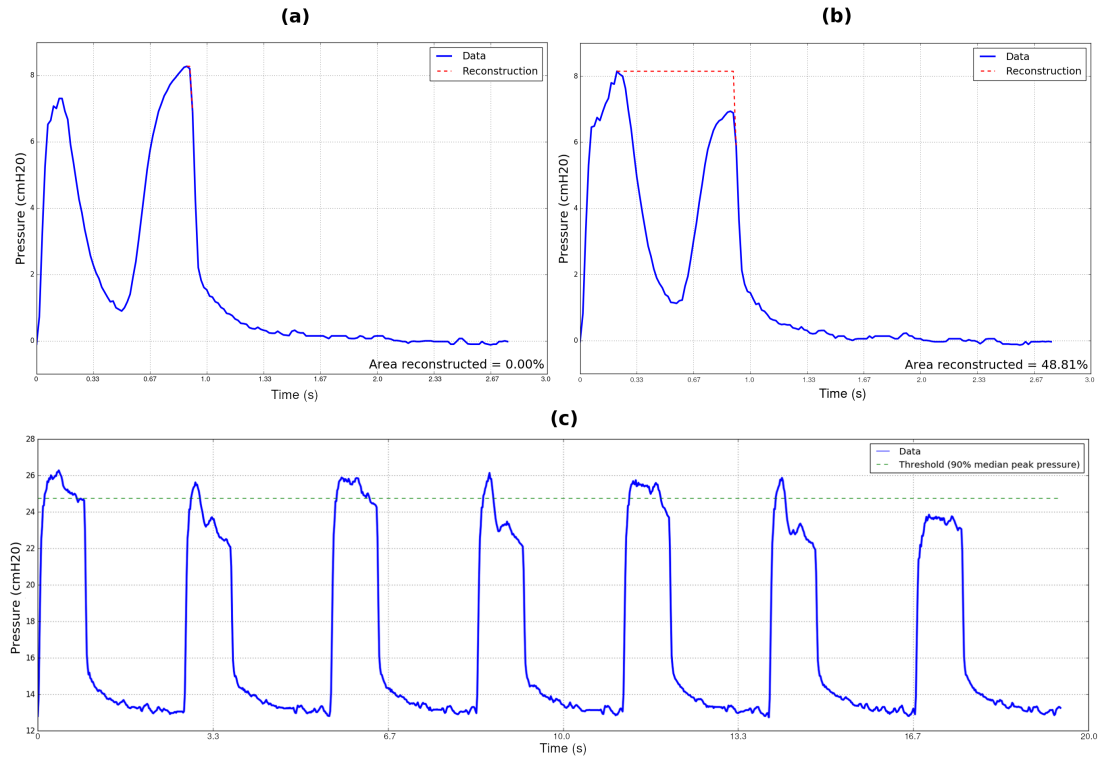 (a)
Data
Reconstruction
8
6
4
2
0
Pressure (cmH20)
Area reconstructed = 0.00%
0 0.33 0.67 1.0 1.33 1.67 2.0 2.33 2.67 3.0
Time (s)
(b)
Data
Reconstruction
8
6
4
2
0
Pressure (cmH20)
Area reconstructed = 48.81%
0 0.33 0.67 1.0 1.33 1.67 2.0 2.33 2.67 3.0
Time (s)
(c)
Data
Threshold (90% median peak pressure)
28
26
24
22
20
18
16
14
12
Pressure (cmH20)
0 3.3 6.7 10.0 13.3 16.7 20.0
Time (s)